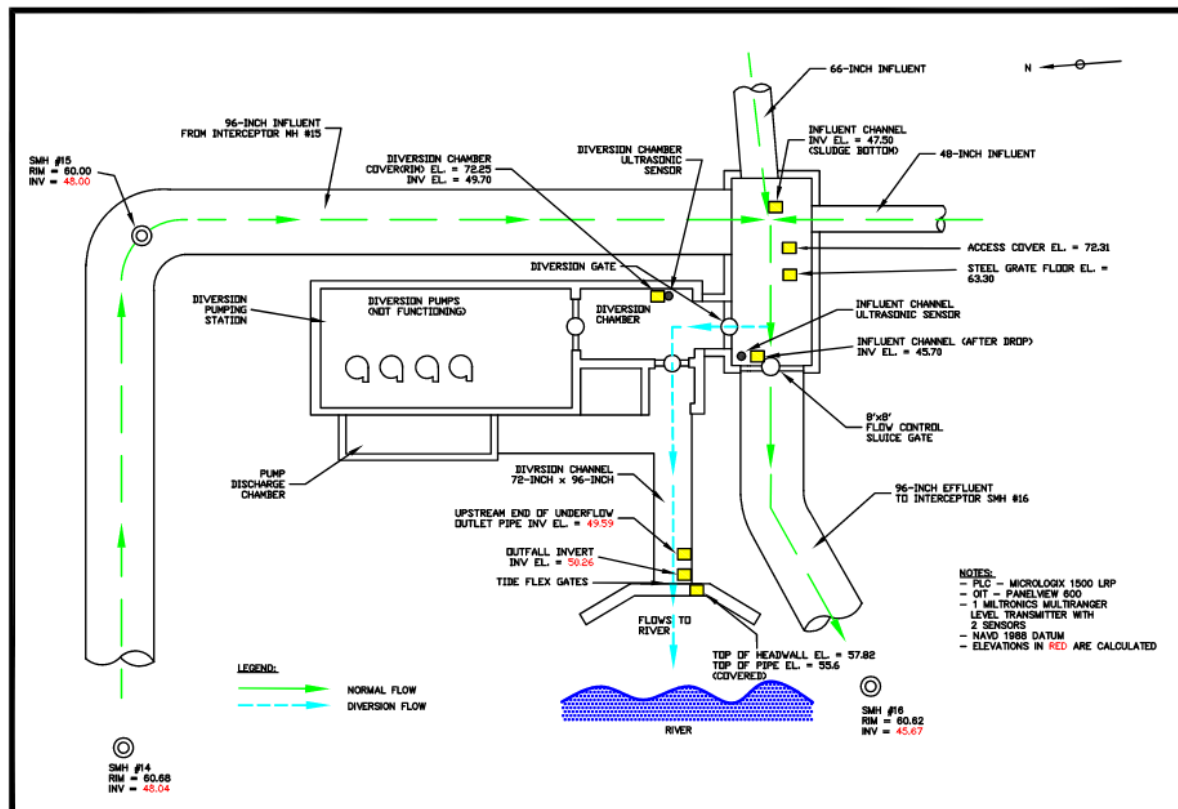 66-INCH INFLUENT
N
96-INCH INFLUENT
FROM INTERCEPTOR MH #15
INFLUENT CHANNEL
INV EL. = 47.50
(SLUDGE BOTTOM)
48-INCH INFLUENT
SMH #15
RIM = 60.00
INV = 48.00
DIVERSION CHAMBER
COVER(RIM) EL. = 72.25
INV EL. = 49.70
DIVERSION CHAMBER
ULTRASONIC
SENSOR
ACCESS COVER EL. = 72.31
DIVERSION GATE
STEEL GRATE FLOOR EL. =
63.30
DIVERSION
PUMPING
STATION
DIVERSION PUMPS
(NOT FUNCTIONING)
DIVERSION
CHAMBER
INFLUENT CHANNEL
ULTRASONIC SENSOR
INFLUENT CHANNEL (AFTER DROP)
INV EL. = 45.70
8'x8'
FLOW CONTROL
SLUICE GATE
PUMP
DISCHARGE
CHAMBER
DIVRSION CHANNEL
72-INCH x 96-INCH
96-INCH EFFLUENT
TO INTERCEPTOR SMH #16
UPSTREAM END OF UNDERFLOW
OUTLET PIPE INV EL. = 49.59
OUTFALL INVERT
INV EL. = 50.26
TIDE FLEX GATES
FLOWS TO
RIVER
NOTES:
- PLC - MICROLOGIX 1500 LRP
- OIT - PANELVIEW 600
- 1 MILTRONICS MULTIRANGER
LEVEL TRANSMITTER WITH
2 SENSORS
- NAVD 1988 DATUM
- ELEVATIONS IN RED ARE CALCULATED
TOP OF HEADWALL EL. = 57.82
TOP OF PIPE EL. = 55.6
(COVERED)
LEGEND:
NORMAL FLOW
DIVERSION FLOW
RIVER
SMH #16
RIM = 60.62
INV = 45.67
SMH #14
RIM = 60.68
INV = 48.04